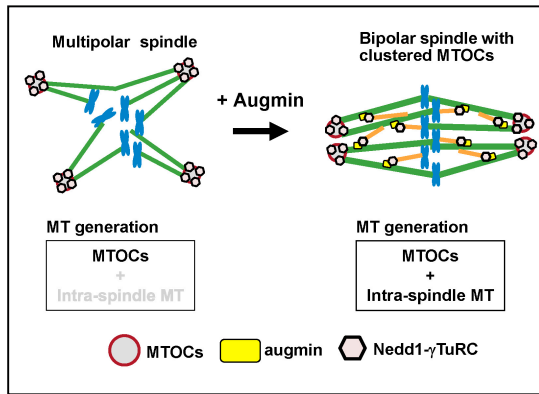 Multipolar spindle
Bipolar spindle with
clustered MTOCs
+ Augmin
MT generation
MTOCs
+
Intra-spindle MT
MT generation
MTOCs
+
Intra-spindle MT
MTOCs
augmin
Nedd1-γTuRC